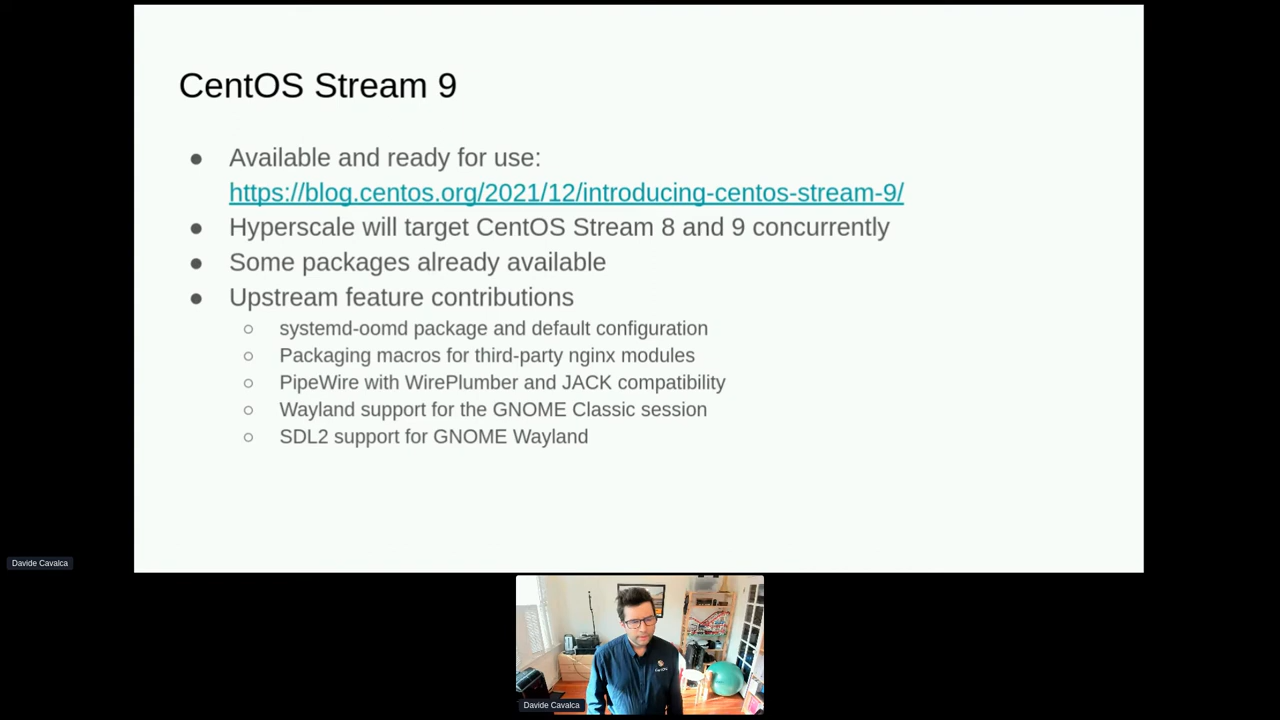 CentOS Stream 9
● Available and ready for use:
https://blog.centos.org/2021/12/introducing-centos-stream-9/
● Hyperscale will target CentOS Stream 8 and 9 concurrently
● Some packages already available
● Upstream feature contributions
○ systemd-oomd package and default configuration
○ Packaging macros for third-party nginx modules
○ PipeWire with WirePlumber and JACK compatibility
○ Wayland support for the GNOME Classic session
○ SDL2 support for GNOME Wayland
Davide Cavalca
Davide Cavalca